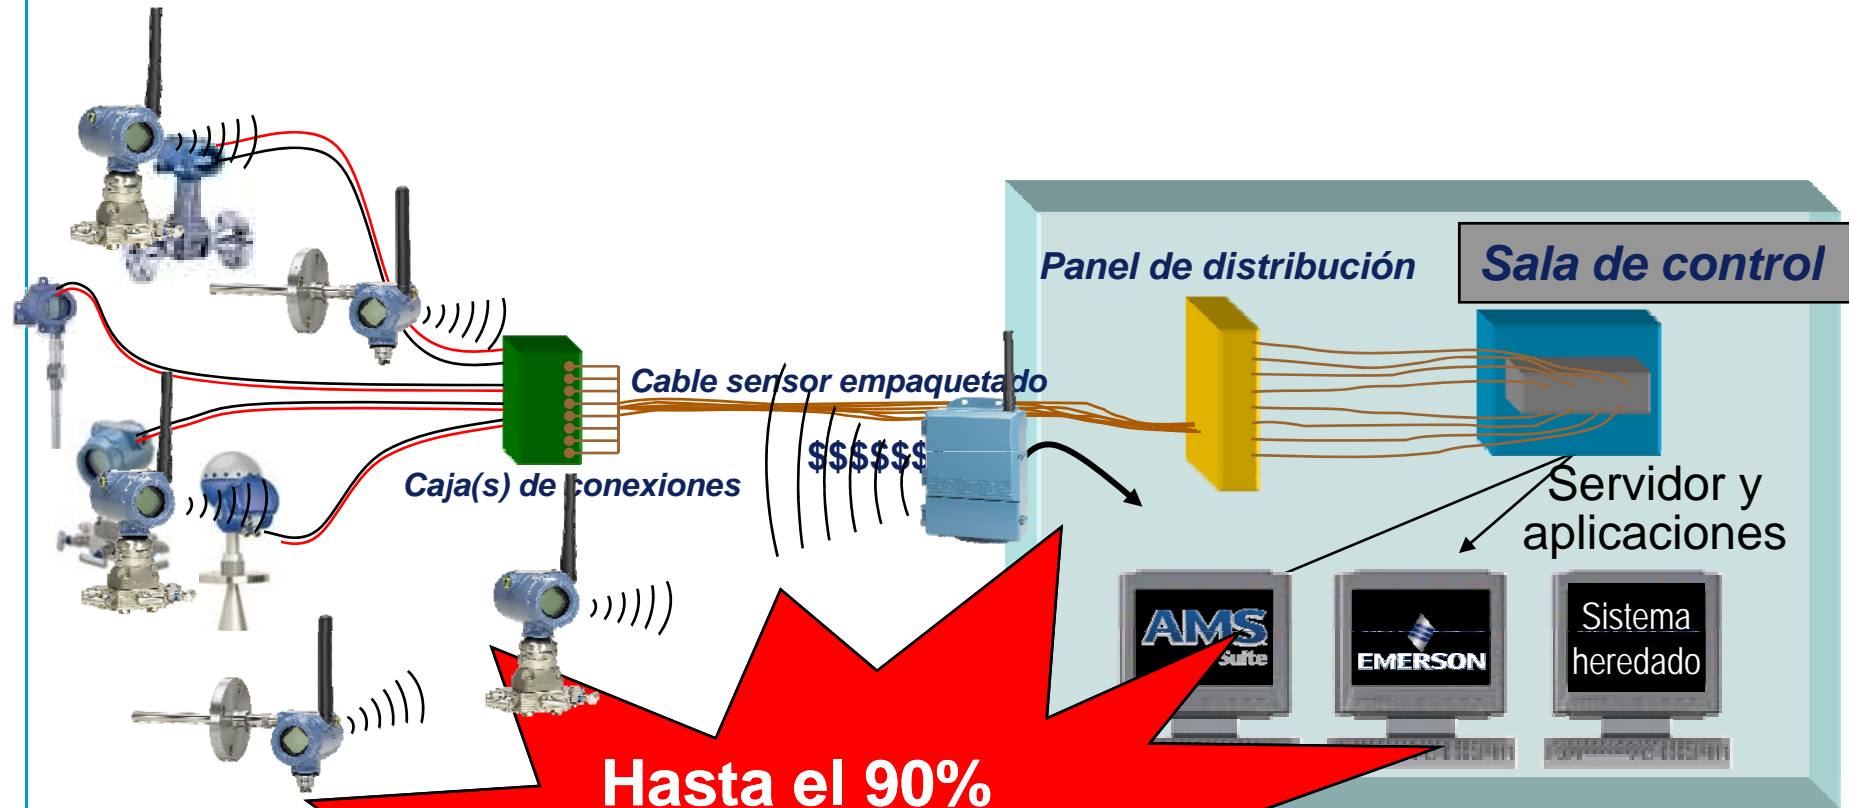 Panel de distribución
Sala de control
Cable sensor empaquetado
$$$$$$
Caja(s) de conexiones
Servidor y
aplicaciones
AMS
Suite
EMERSON
Sistema
heredado
Hasta el 90%